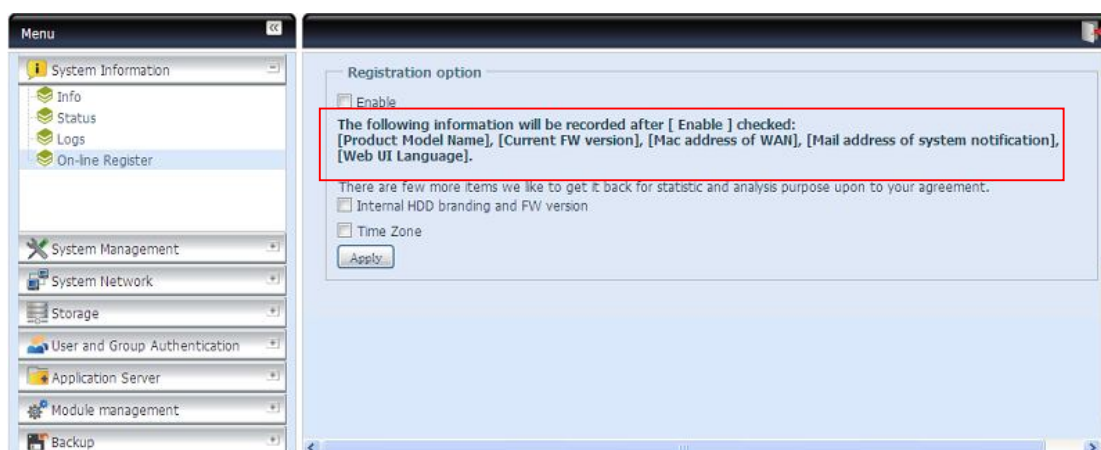 Menu
System Information
Info
Status
Logs
On-line Register
System Management
System Network
Storage
User and Group Authentication
Application Server
Module management
Backup
Registration option
Enable
The following information will be recorded after [ Enable ] checked:
[Product Model Name], [Current FW version], [Mac address of WAN], [Mail address of system notification],
[Web UI Language].
There are few more items we like to get it back for statistic and analysis purpose upon to your agreement.
Internal HDD branding and FW version
Time Zone
Apply